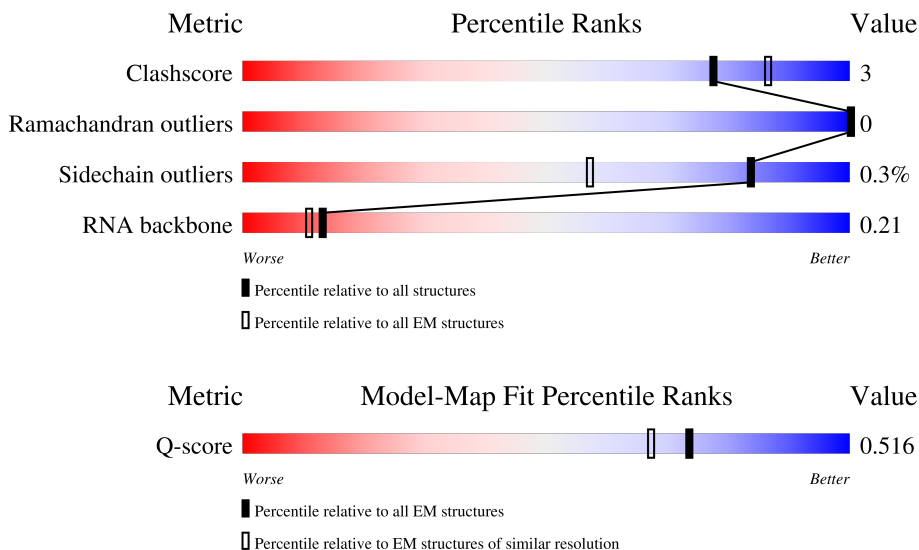 Metric Percentile Ranks Value
Clashscore 3
Ramachandran outliers 0
Sidechain outliers 0.3%
RNA backbone 0.21
Worse Better
Percentile relative to all structures
Percentile relative to all EM structures
Metric Model-Map Fit Percentile Ranks Value
Q-score 0.516
Worse Better
Percentile relative to all EM structures
Percentile relative to EM structures of similar resolution